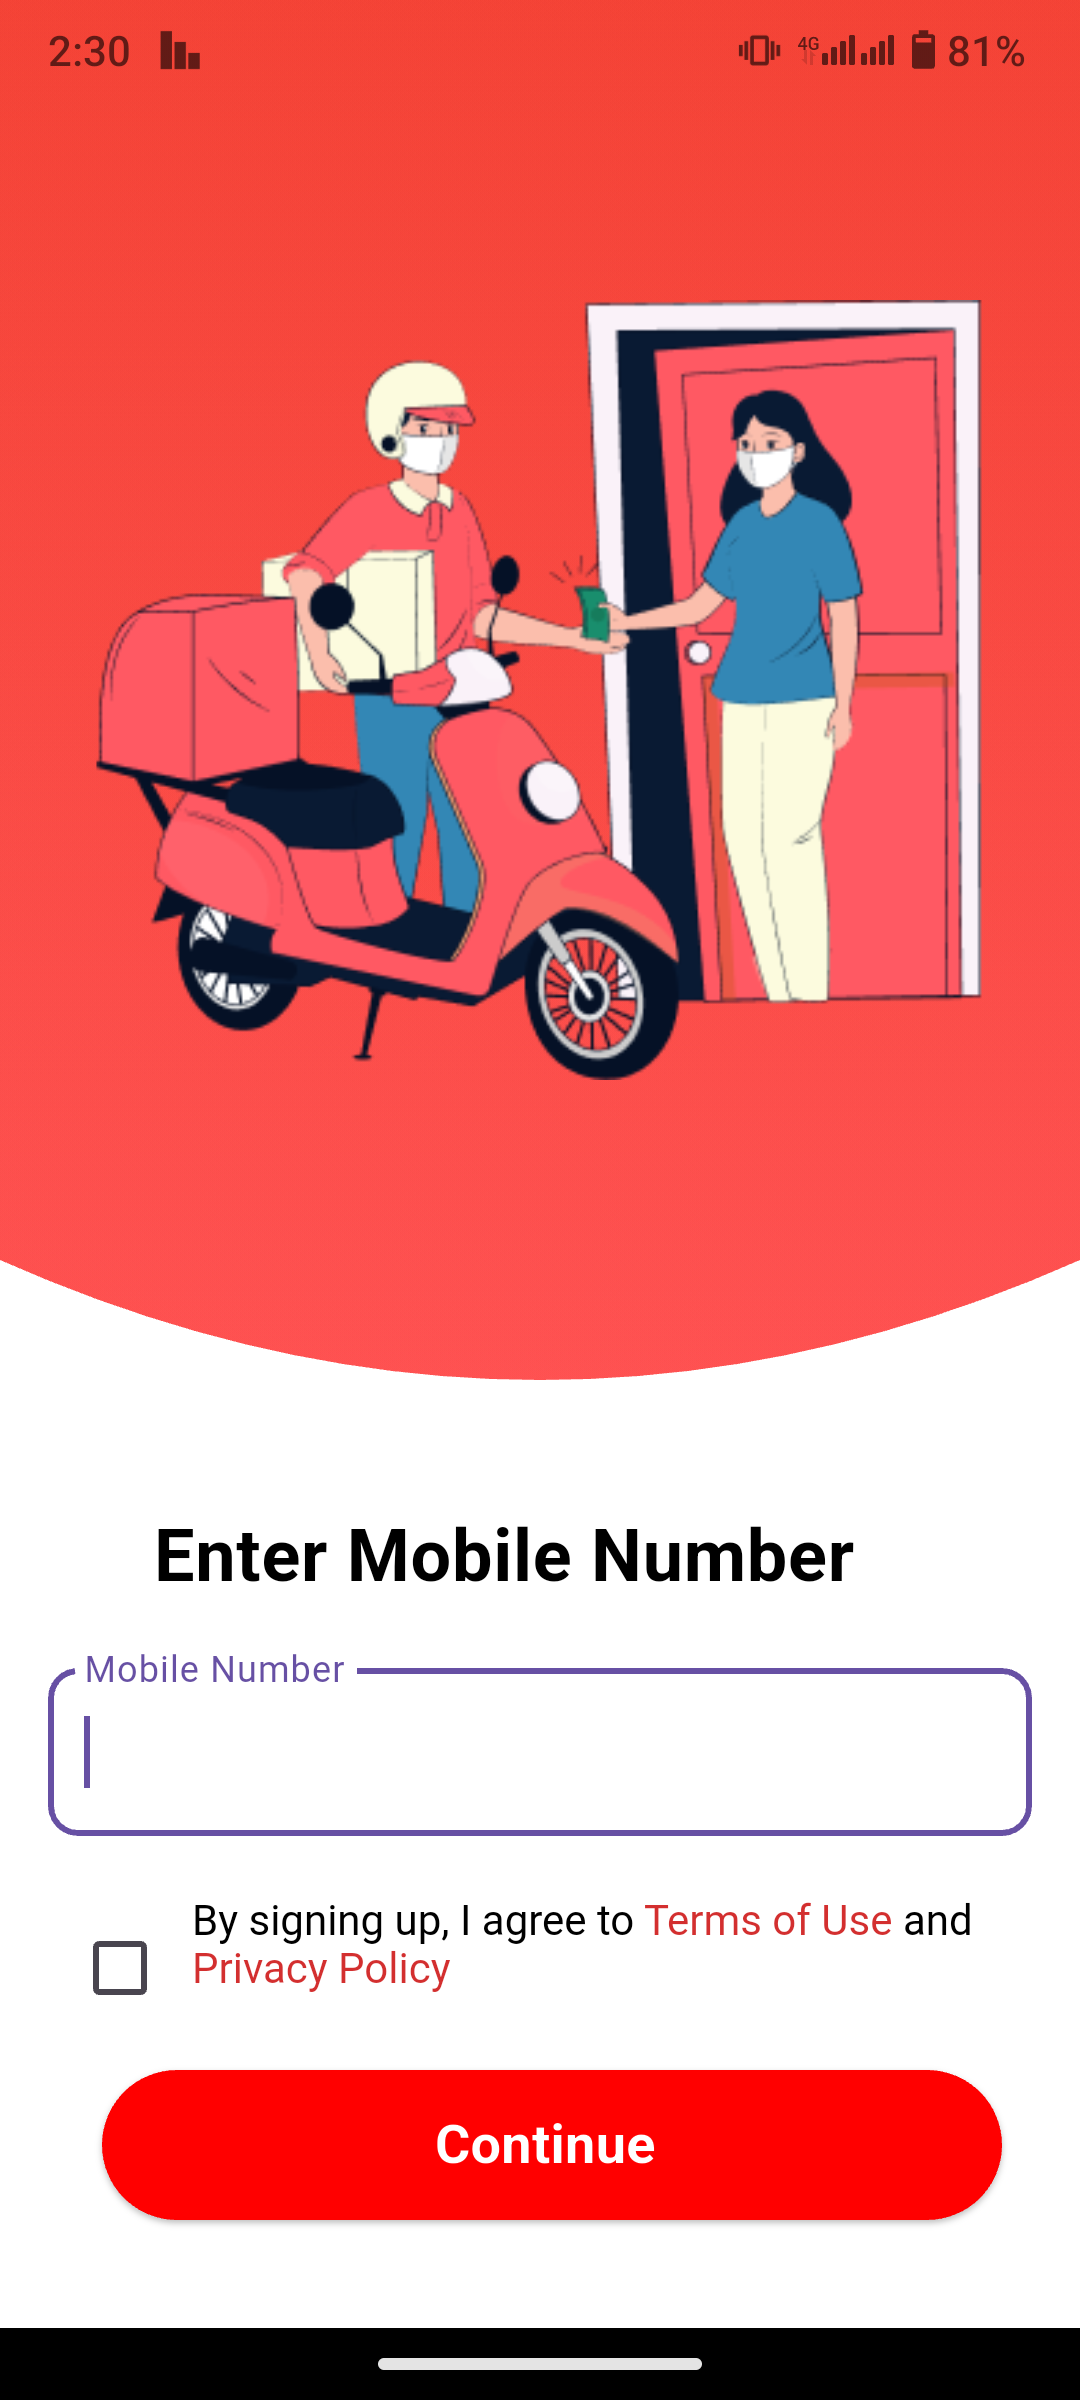 2:30 4G 81%
Enter Mobile Number
Mobile Number
By signing up, I agree to Terms of Use and
Privacy Policy
Continue